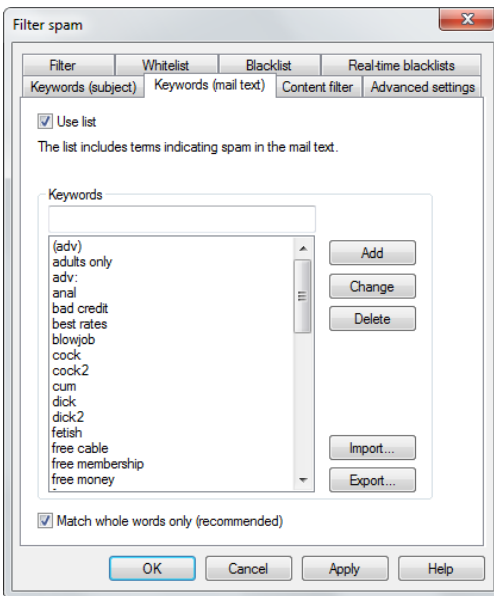 Filter spam
Filter Whitelist Blacklist Real-time blacklists
Keywords (subject) Keywords (mail text) Content filter Advanced settings
Use list
The list includes terms indicating spam in the mail text.
Keywords
(adv)
adults only
adv:
anal
bad credit
best rates
blowjob
cock
cock2
cum
dick
dick2
fetish
free cable
free membership
free money
Add
Change
Delete
Import...
Export...
Match whole words only (recommended)
OK Cancel Apply Help